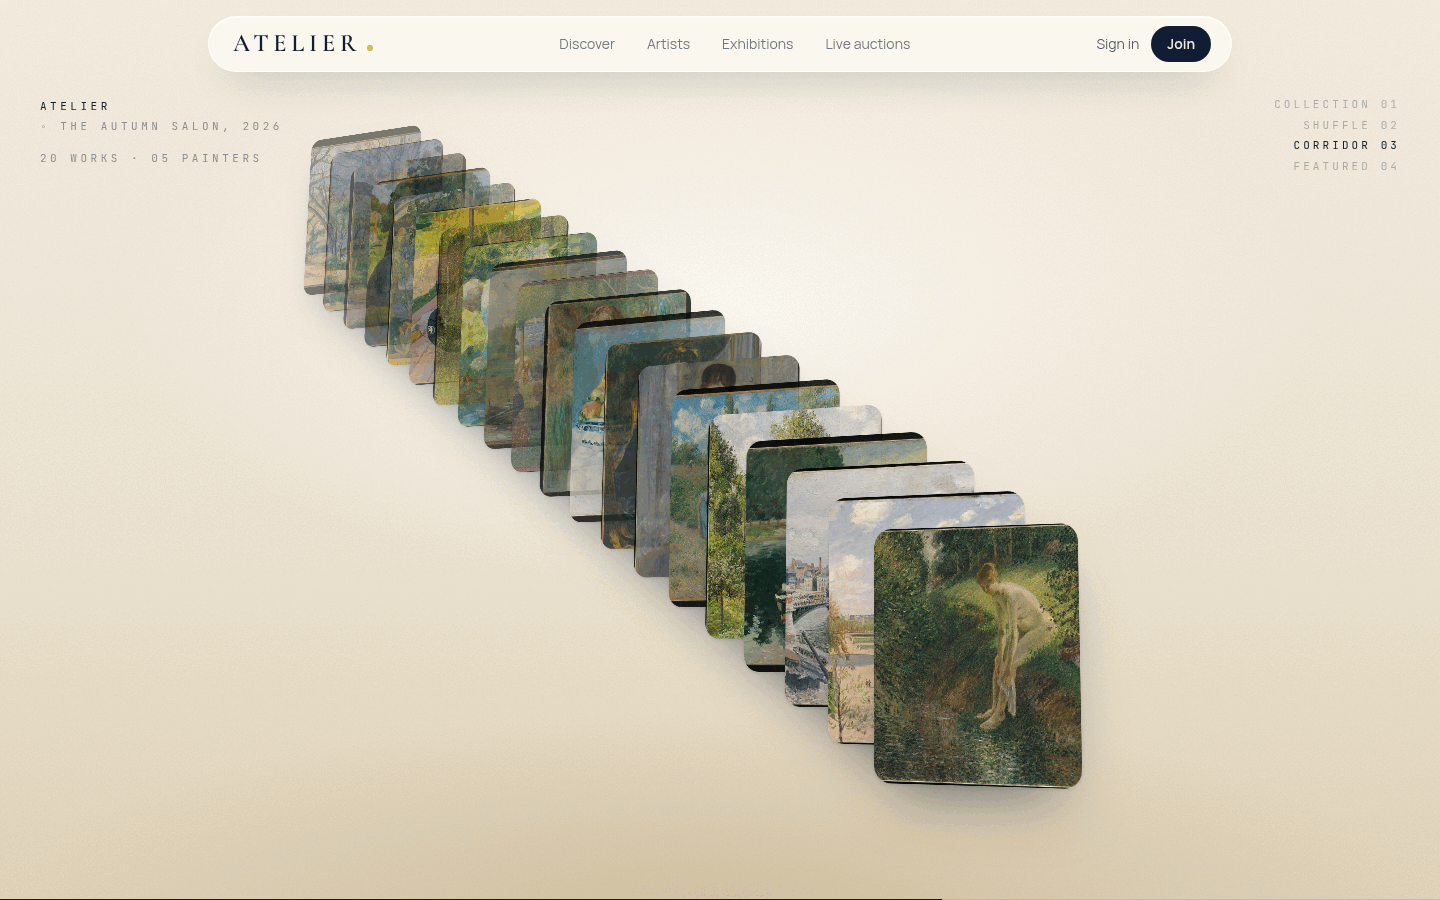 ATELIER
Discover
Artists
Exhibitions
Live auctions
Sign in
Join
ATELIER
◦ THE AUTUMN SALON, 2026
20 WORKS · 05 PAINTERS
COLLECTION 01
SHUFFLE 02
CORRIDOR 03
FEATURED 04